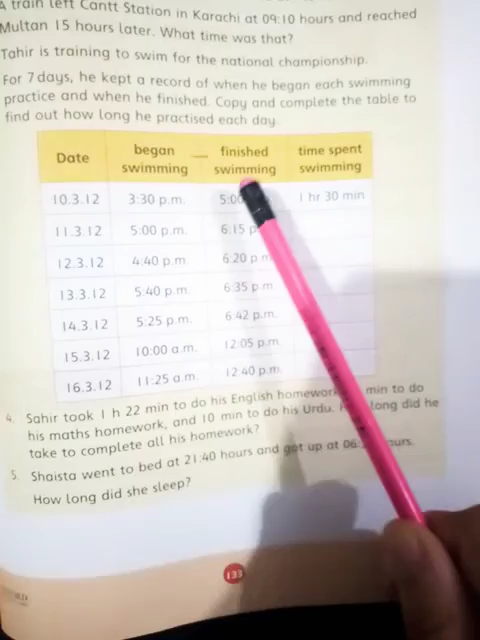 A train left Cantt Station in Karachi at 09:10 hours and reached
Multan 15 hours later. What time was that?
Tahir is training to swim for the national championship.
For 7 days, he kept a record of when he began each swimming
practice and when he finished. Copy and complete the table to
find out how long he practised each day.
Date began swimming finished swimming time spent swimming
10.3.12 3:30 p.m. 5:00 1 hr 30 min
11.3.12 5:00 p.m. 6:15 p
12.3.12 4:40 p.m. 6:20 p.m
13.3.12 5:40 p.m. 6:35 p.m
14.3.12 5:25 p.m. 6:42 p.m.
15.3.12 10:00 a.m. 12:05 p.m.
16.3.12 11:25 a.m. 12:40 p.m.
4. Sahir took 1 h 22 min to do his English homework, min to do
his maths homework, and 10 min to do his Urdu. long did he
take to complete all his homework?
5. Shaista went to bed at 21:40 hours and got up at 06: hours.
How long did she sleep?
133